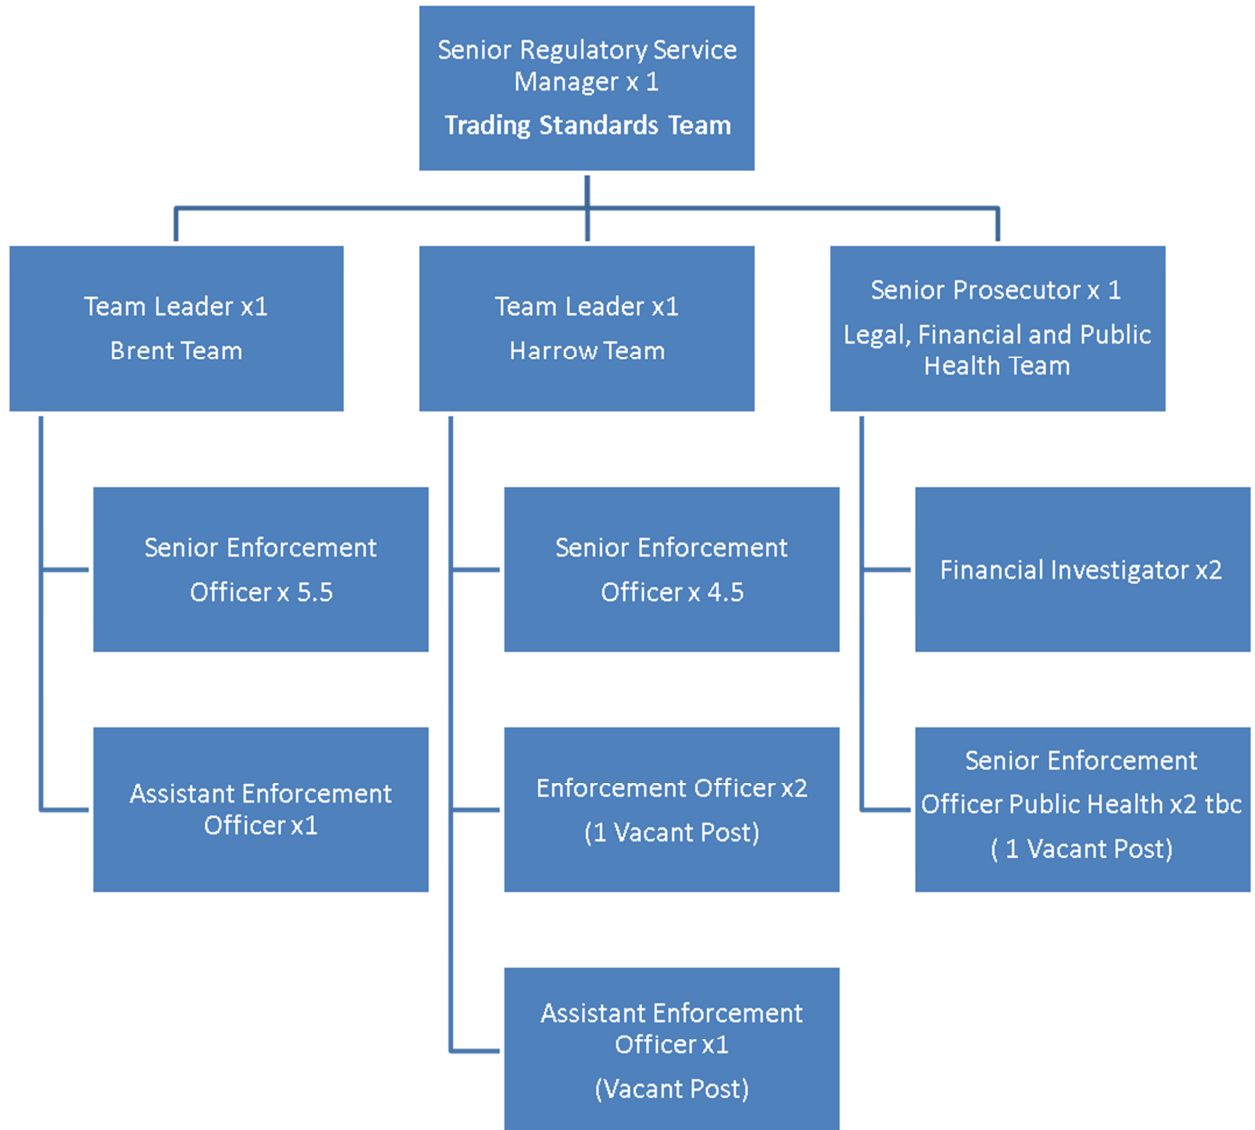 Senior Regulatory Service
Manager x 1
Trading Standards Team
Team Leader x1
Brent Team
Team Leader x1
Harrow Team
Senior Prosecutor x 1
Legal, Financial and Public
Health Team
Senior Enforcement
Officer x 5.5
Senior Enforcement
Officer x 4.5
Financial Investigator x2
Assistant Enforcement
Officer x1
Enforcement Officer x2
(1 Vacant Post)
Senior Enforcement
Officer Public Health x2 tbc
( 1 Vacant Post)
Assistant Enforcement
Officer x1
(Vacant Post)